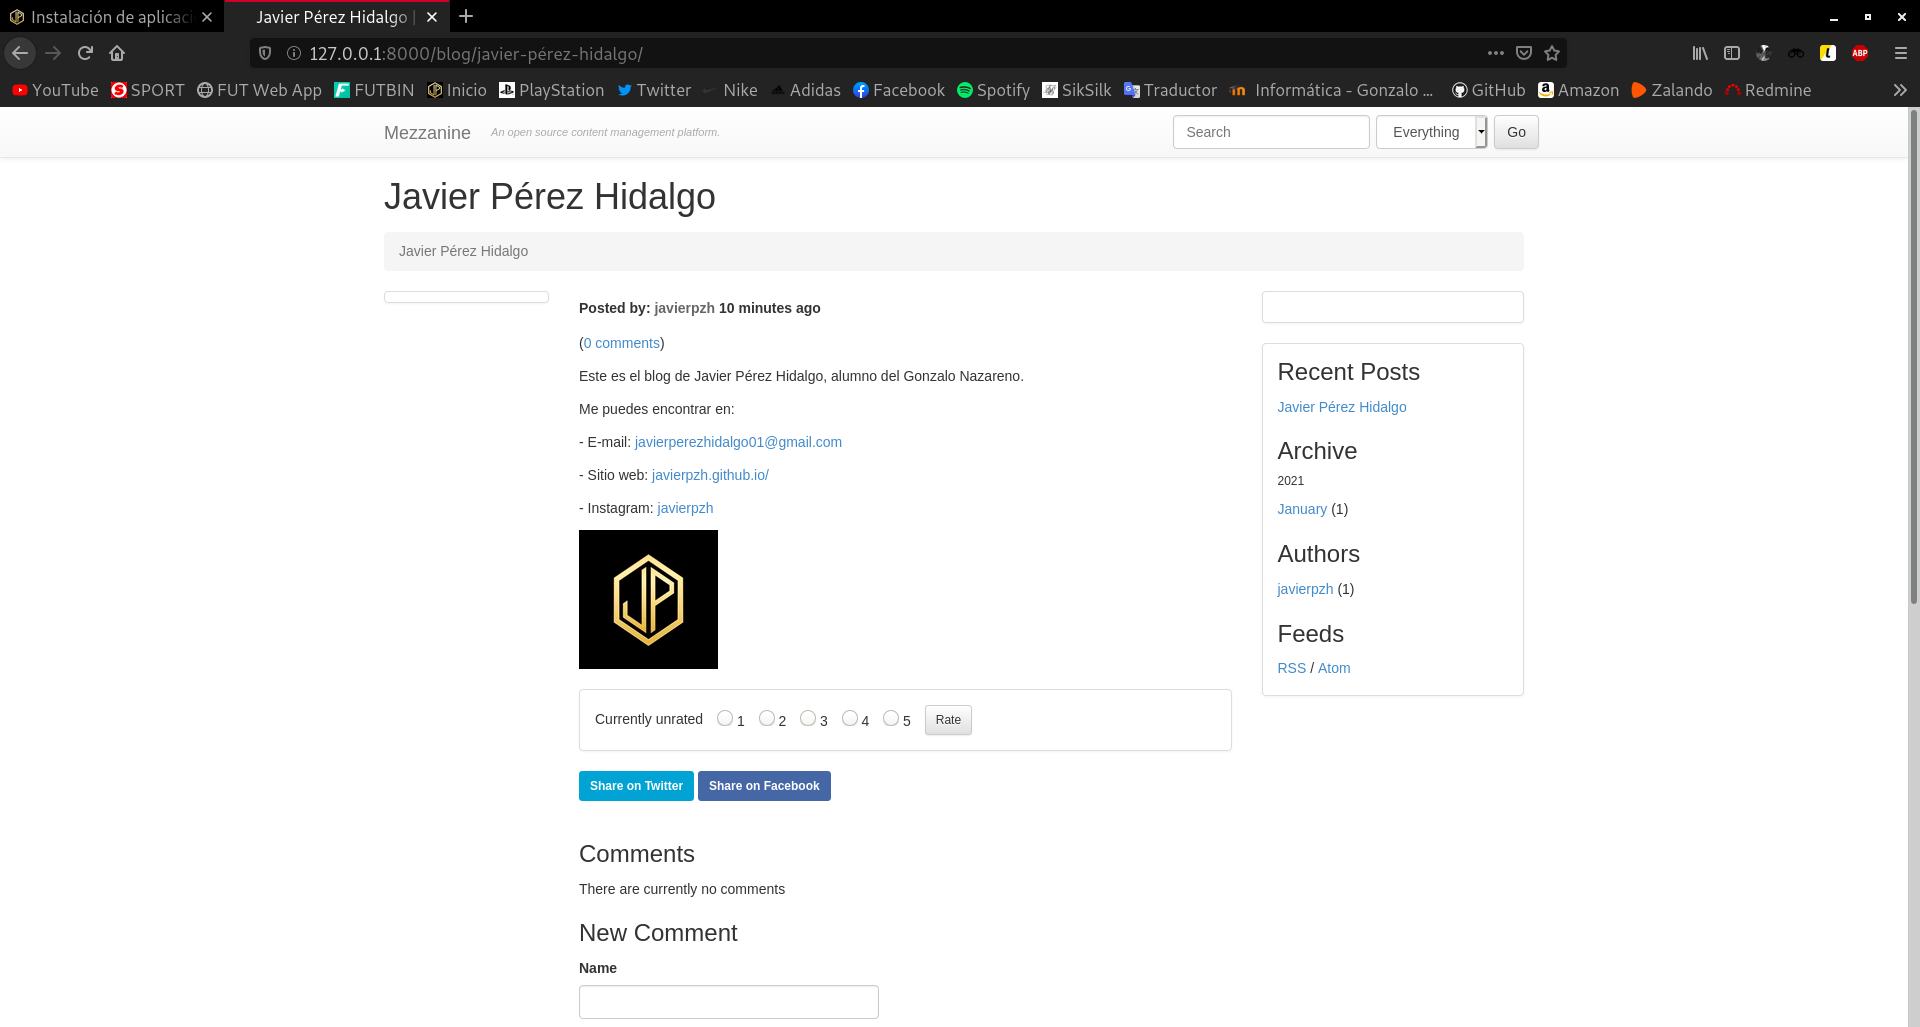 Instalación de aplicaci
Javier Pérez Hidalgo |
127.0.0.1:8000/blog/javier-pérez-hidalgo/
ABP
YouTube SPORT FUT Web App FUTBIN Inicio PlayStation Twitter Nike Adidas Facebook Spotify SikSilk Traductor Informática - Gonzalo ... GitHub Amazon Zalando Redmine
Mezzanine An open source content management platform. Search Everything Go
Javier Pérez Hidalgo
Javier Pérez Hidalgo
Posted by: javierpzh 10 minutes ago
(0 comments)
Este es el blog de Javier Pérez Hidalgo, alumno del Gonzalo Nazareno.
Me puedes encontrar en:
- E-mail: javierperezhidalgo01@gmail.com
- Sitio web: javierpzh.github.io/
- Instagram: javierpzh
JP
Currently unrated 1 2 3 4 5 Rate
Share on Twitter Share on Facebook
Comments
There are currently no comments
New Comment
Name
Recent Posts
Javier Pérez Hidalgo
Archive
2021
January (1)
Authors
javierpzh (1)
Feeds
RSS / Atom